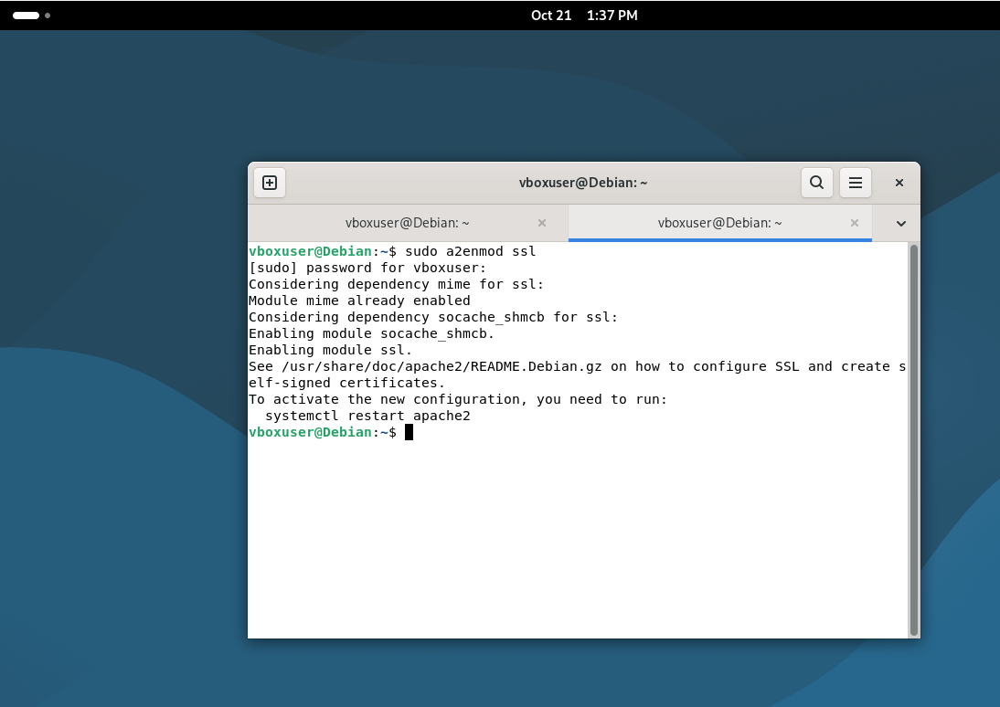 Oct 21 1:37 PM
vboxuser@Debian: ~
vboxuser@Debian: ~
vboxuser@Debian: ~
vboxuser@Debian:~$ sudo a2enmod ssl
[sudo] password for vboxuser:
Considering dependency mime for ssl:
Module mime already enabled
Considering dependency socache_shmcb for ssl:
Enabling module socache_shmcb.
Enabling module ssl.
See /usr/share/doc/apache2/README.Debian.gz on how to configure SSL and create s
elf-signed certificates.
To activate the new configuration, you need to run:
  systemctl restart apache2
vboxuser@Debian:~$